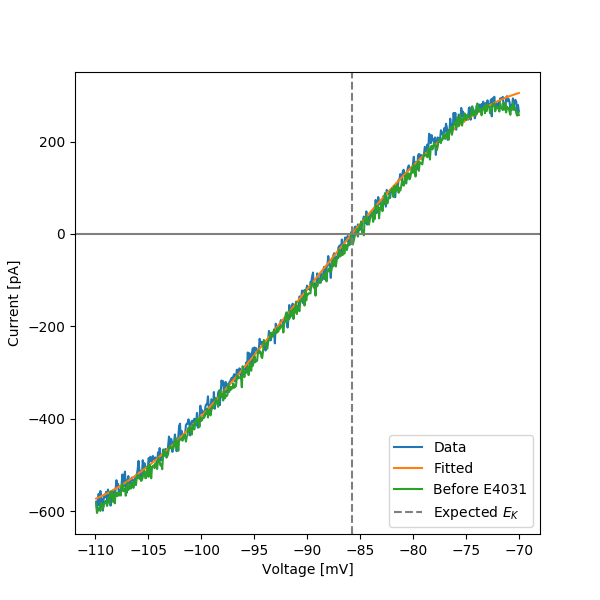 200
0
−200
−400
−600
Current [pA]
Data
Fitted
Before E4031
Expected E_K
−110 −105 −100 −95 −90 −85 −80 −75 −70
Voltage [mV]